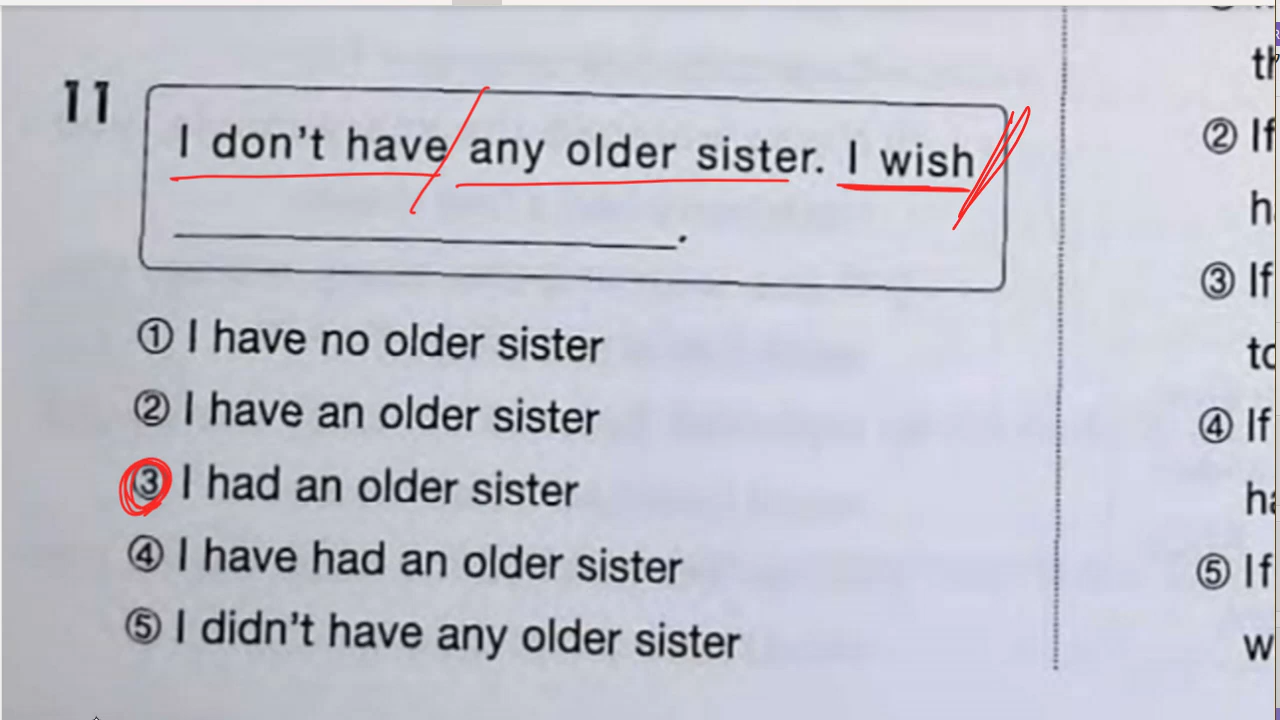 11
I don't have any older sister. I wish
.
① I have no older sister
② I have an older sister
③ I had an older sister
④ I have had an older sister
⑤ I didn't have any older sister
② If
③ If
④ If
⑤ If